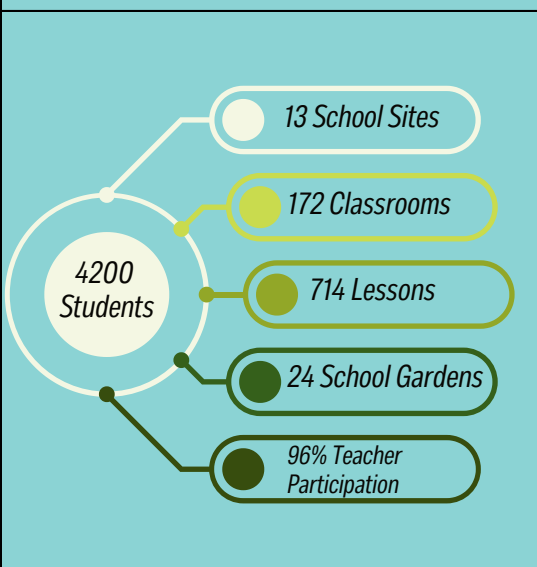 13 School Sites
172 Classrooms
4200
Students
714 Lessons
24 School Gardens
96% Teacher
Participation